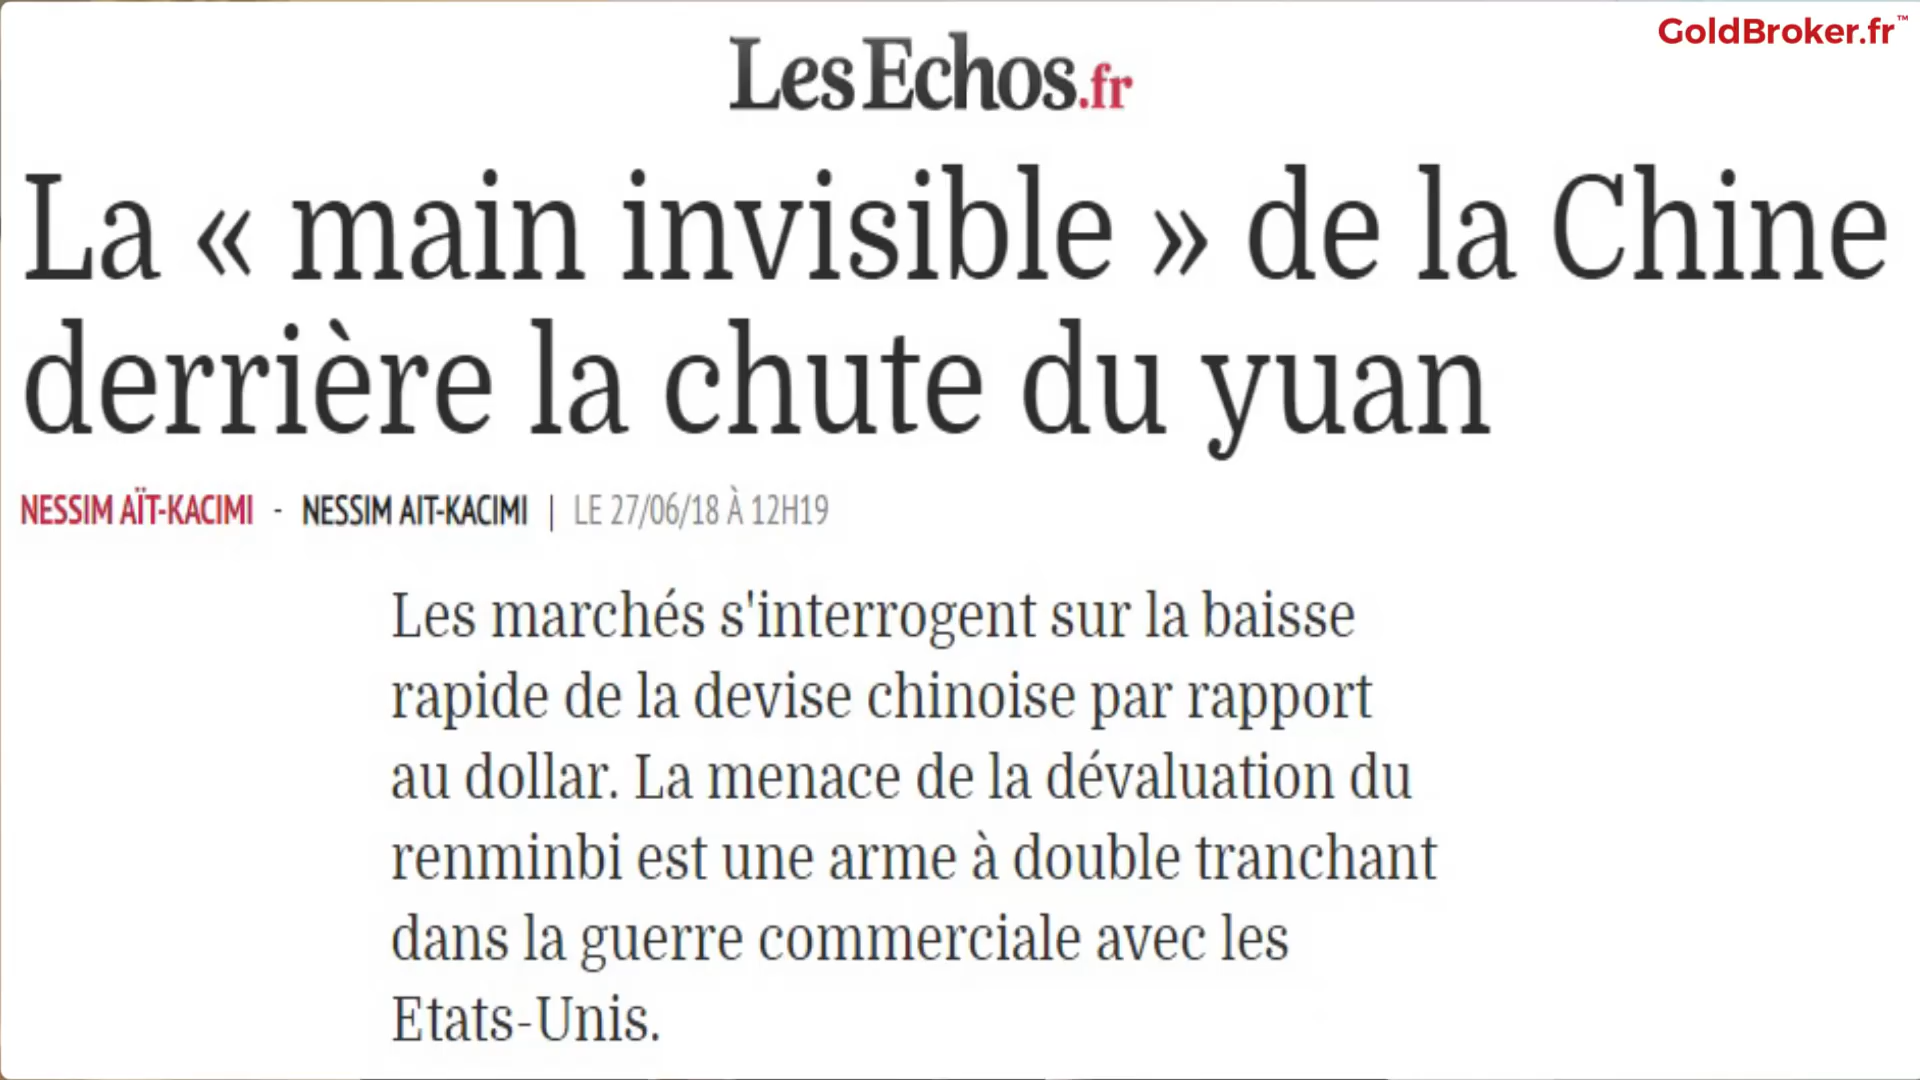 GoldBroker.fr™
LesEchos.fr
La « main invisible » de la Chine
derrière la chute du yuan
NESSIM AÏT-KACIMI - NESSIM AIT-KACIMI | LE 27/06/18 À 12H19
Les marchés s'interrogent sur la baisse
rapide de la devise chinoise par rapport
au dollar. La menace de la dévaluation du
renminbi est une arme à double tranchant
dans la guerre commerciale avec les
Etats-Unis.